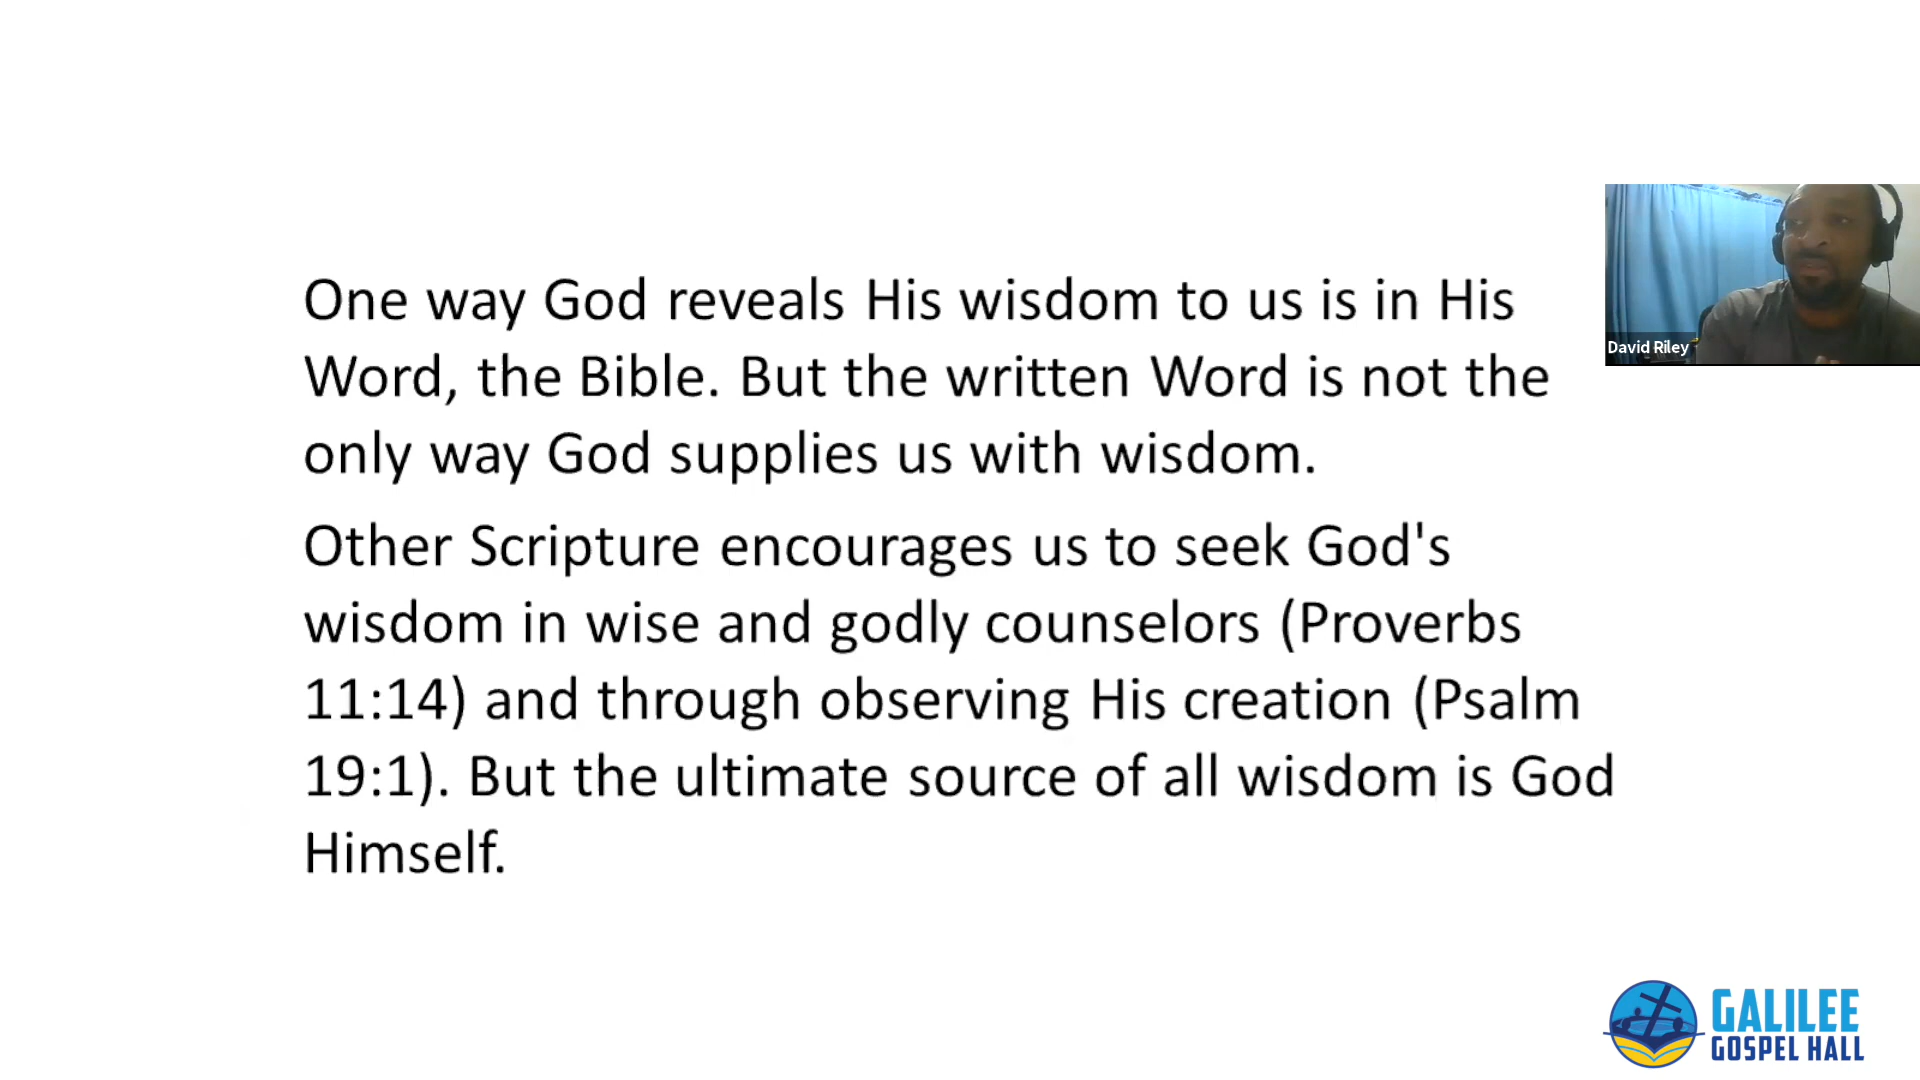 One way God reveals His wisdom to us is in His
Word, the Bible. But the written Word is not the
only way God supplies us with wisdom.
Other Scripture encourages us to seek God's
wisdom in wise and godly counselors (Proverbs
11:14) and through observing His creation (Psalm
19:1). But the ultimate source of all wisdom is God
Himself.
David Riley
GALILEE
GOSPEL HALL